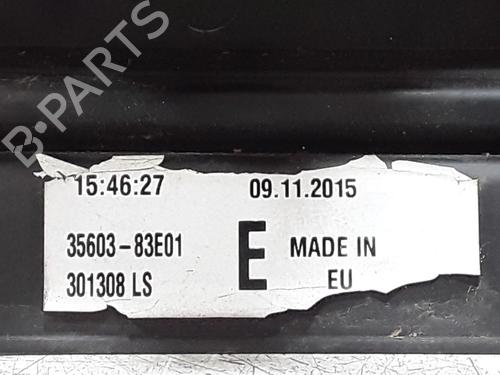 B-PARTS
15:46:27 09.11.2015
35603-83E01 E MADE IN
301308 LS EU